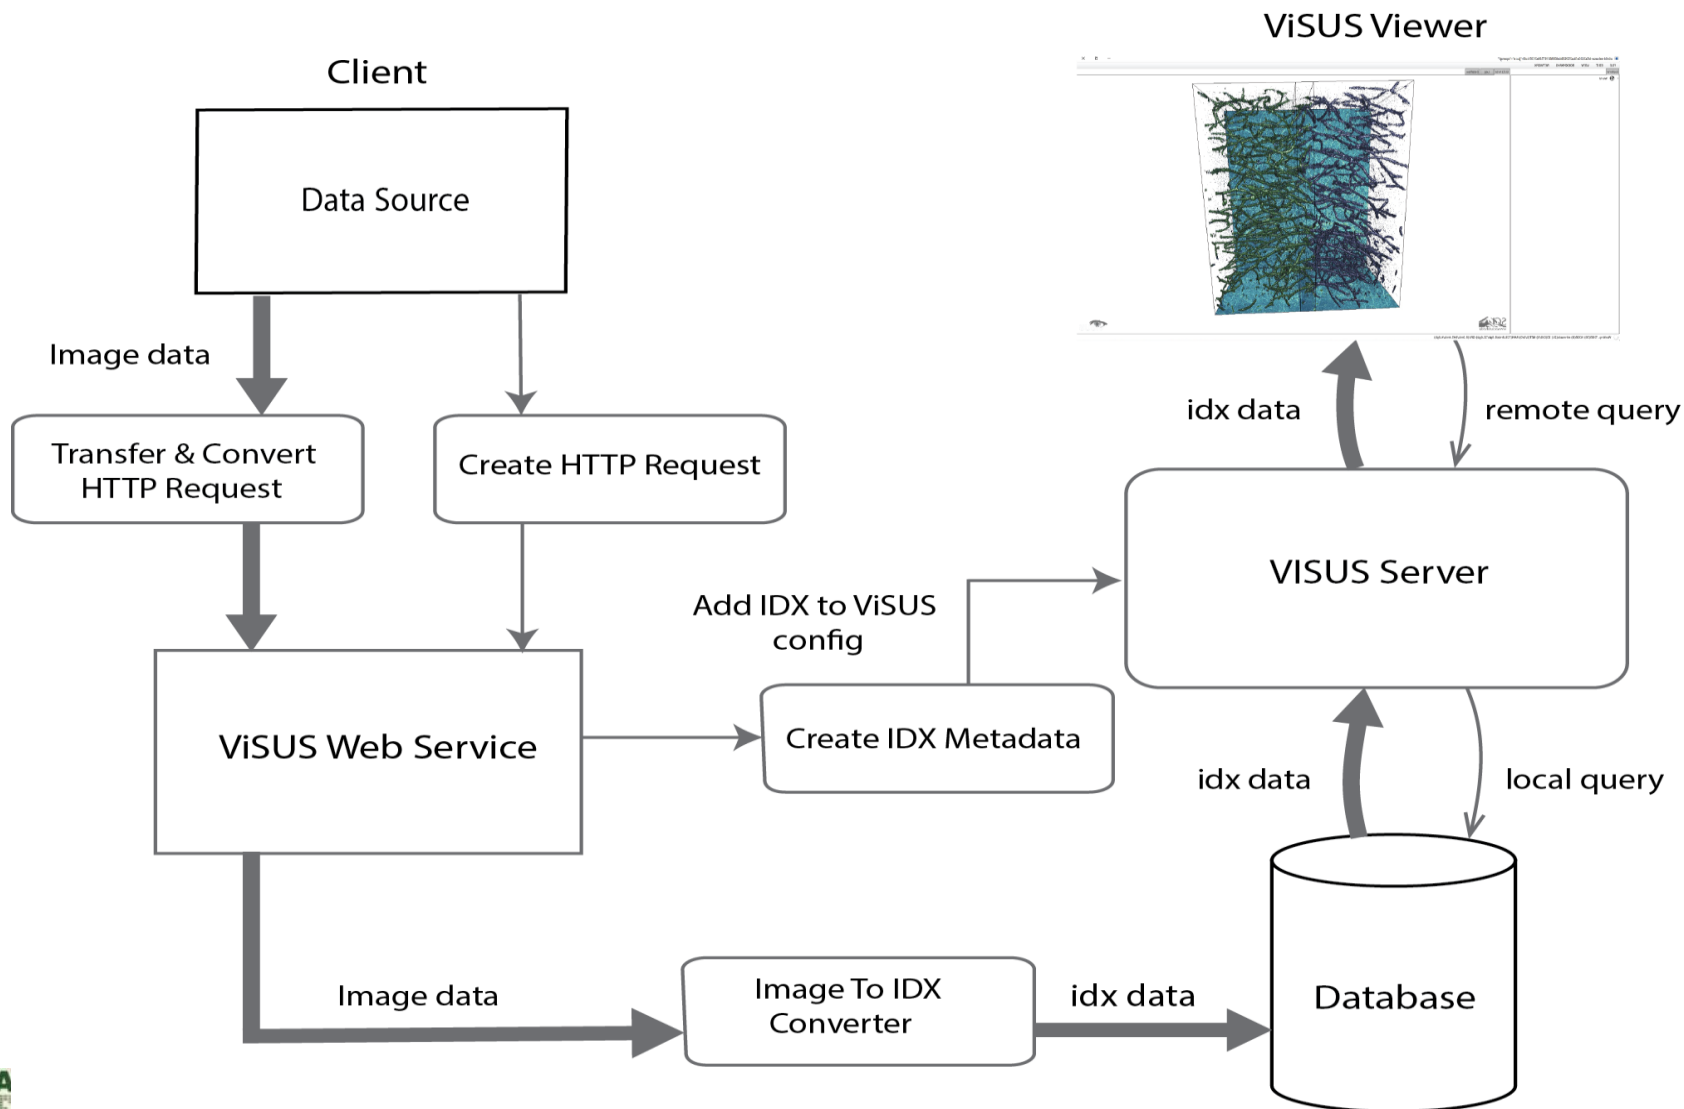 ViSUS Viewer
Client
Data Source
Image data
Transfer & Convert
HTTP Request
Create HTTP Request
idx data
remote query
VISUS Server
Add IDX to ViSUS
config
ViSUS Web Service
Create IDX Metadata
idx data
local query
Image data
Image To IDX
Converter
idx data
Database